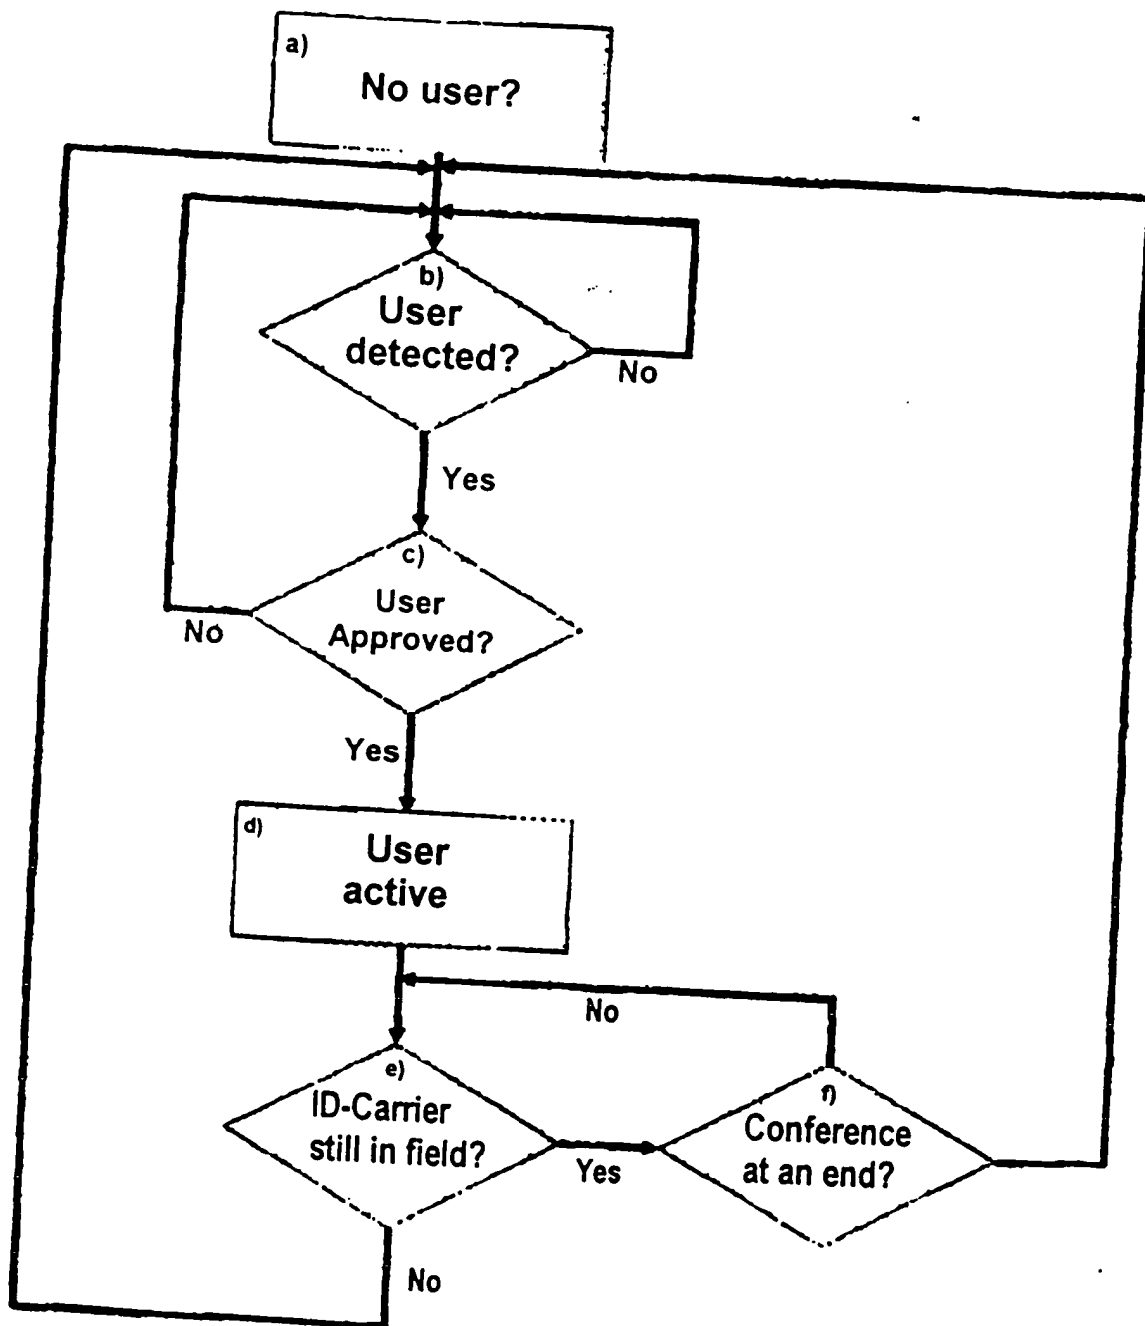 a)
No user?
b)
User
detected?
No
Yes
c)
User
Approved?
No
Yes
d)
User
active
No
e)
ID-Carrier
still in field?
Yes
f)
Conference
at an end?
No